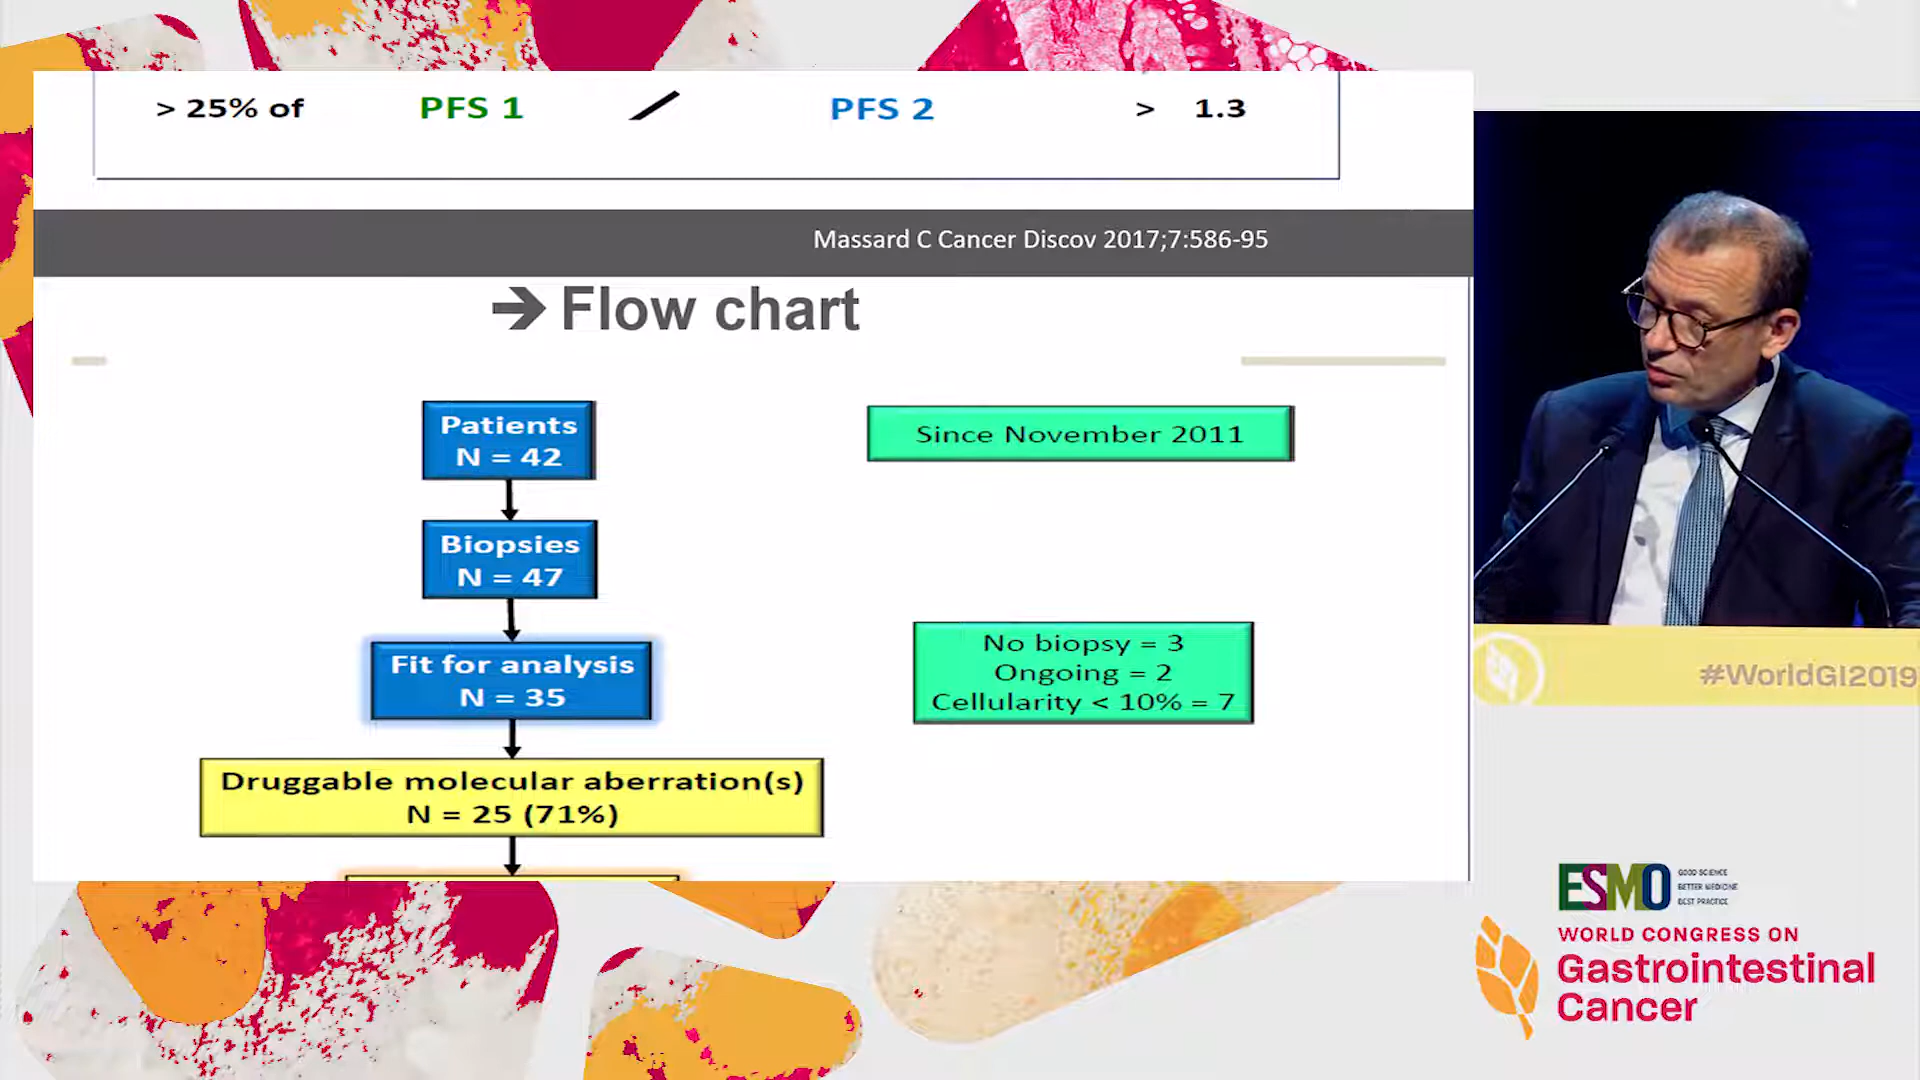 > 25% of PFS 1 / PFS 2 > 1.3
Massard C Cancer Discov 2017;7:586-95
➔ Flow chart
Patients
N = 42
Since November 2011
Biopsies
N = 47
Fit for analysis
N = 35
No biopsy = 3
Ongoing = 2
Cellularity < 10% = 7
Druggable molecular aberration(s)
N = 25 (71%)
#WorldGI2019
ESMO
GOOD SCIENCE
BETTER MEDICINE
BEST PRACTICE
WORLD CONGRESS ON
Gastrointestinal
Cancer